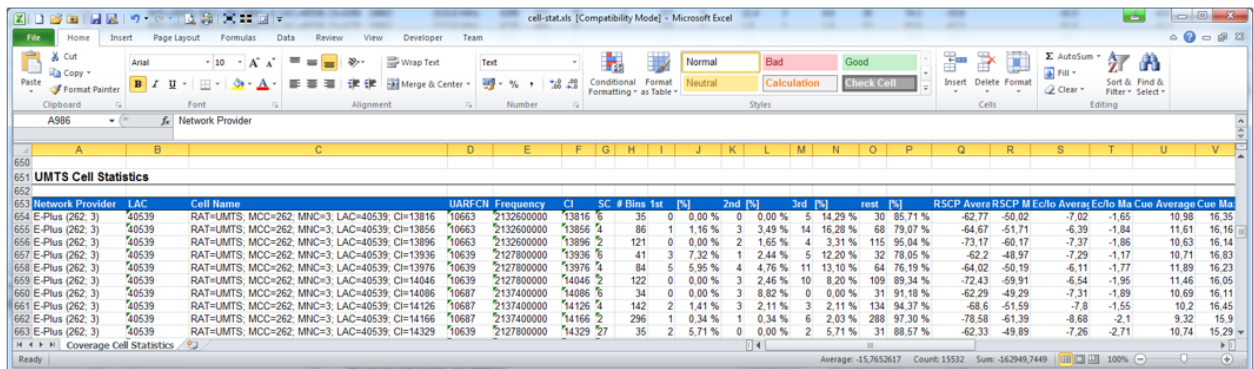 cell-stat.xls [Compatibility Mode] - Microsoft Excel
File Home Insert Page Layout Formulas Data Review View Developer Team
Paste Cut Copy Format Painter Clipboard
Arial 10 A A B I U A Font
Wrap Text Merge & Center Alignment
Text % , Number
Conditional Formatting Format as Table Normal Bad Good Neutral Calculation Check Cell Styles
Insert Delete Format Cells
Σ AutoSum Fill Clear Sort & Filter Find & Select Editing
A986 fx Network Provider
A B C D E F G H I J K L M N O P Q R S T U V
650
651 UMTS Cell Statistics
652
653 Network Provider LAC Cell Name UARFCN Frequency CI SC # Bins 1st [%] 2nd [%] 3rd [%] rest [%] RSCP Avera RSCP M Ec/Io Averag Ec/Io Ma Cue Average Cue Ma
654 E-Plus (262; 3) 40539 RAT=UMTS; MCC=262; MNC=3; LAC=40539; CI=13816 10663 2132600000 13816 6 35 0 0,00 % 0 0,00 % 5 14,29 % 30 85,71 % -62,77 -50,02 -7,02 -1,65 10,98 16,35
655 E-Plus (262; 3) 40539 RAT=UMTS; MCC=262; MNC=3; LAC=40539; CI=13856 10663 2132600000 13856 4 86 1 1,16 % 3 3,49 % 14 16,28 % 68 79,07 % -64,67 -51,71 -6,39 -1,84 11,61 16,16
656 E-Plus (262; 3) 40539 RAT=UMTS; MCC=262; MNC=3; LAC=40539; CI=13896 10663 2132600000 13896 2 121 0 0,00 % 2 1,65 % 4 3,31 % 115 95,04 % -73,17 -60,17 -7,37 -1,86 10,63 16,14
657 E-Plus (262; 3) 40539 RAT=UMTS; MCC=262; MNC=3; LAC=40539; CI=13936 10639 2127800000 13936 6 41 3 7,32 % 1 2,44 % 5 12,20 % 32 78,05 % -62,2 -48,97 -7,29 -1,17 10,71 16,83
658 E-Plus (262; 3) 40539 RAT=UMTS; MCC=262; MNC=3; LAC=40539; CI=13976 10639 2127800000 13976 4 84 5 5,95 % 4 4,76 % 11 13,10 % 64 76,19 % -64,02 -50,19 -6,11 -1,77 11,89 16,23
659 E-Plus (262; 3) 40539 RAT=UMTS; MCC=262; MNC=3; LAC=40539; CI=14046 10639 2127800000 14046 2 122 0 0,00 % 3 2,46 % 10 8,20 % 109 89,34 % -72,43 -59,91 -6,54 -1,95 11,46 16,05
660 E-Plus (262; 3) 40539 RAT=UMTS; MCC=262; MNC=3; LAC=40539; CI=14086 10687 2137400000 14086 6 34 0 0,00 % 3 8,82 % 0 0,00 % 31 91,18 % -62,29 -49,29 -7,31 -1,89 10,69 16,11
661 E-Plus (262; 3) 40539 RAT=UMTS; MCC=262; MNC=3; LAC=40539; CI=14126 10687 2137400000 14126 4 142 2 1,41 % 3 2,11 % 3 2,11 % 134 94,37 % -68,6 -51,59 -7,8 -1,55 10,2 16,45
662 E-Plus (262; 3) 40539 RAT=UMTS; MCC=262; MNC=3; LAC=40539; CI=14166 10687 2137400000 14166 2 296 1 0,34 % 1 0,34 % 6 2,03 % 288 97,30 % -78,58 -61,39 -8,68 -2,1 9,32 15,9
663 E-Plus (262; 3) 40539 RAT=UMTS; MCC=262; MNC=3; LAC=40539; CI=14329 10639 2127800000 14329 27 35 2 5,71 % 0 0,00 % 2 5,71 % 31 88,57 % -62,33 -49,89 -7,26 -2,71 10,74 15,29
Coverage Cell Statistics
Ready Average: -15,7652617 Count: 15532 Sum: -162949,7449 100%